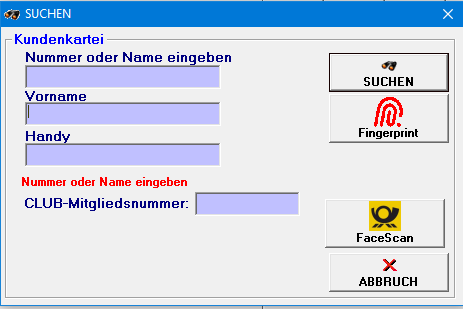 SUCHEN
Kundenkartei
Nummer oder Name eingeben
SUCHEN
Vorname
Fingerprint
Handy
Nummer oder Name eingeben
CLUB-Mitgliedsnummer:
FaceScan
ABBRUCH